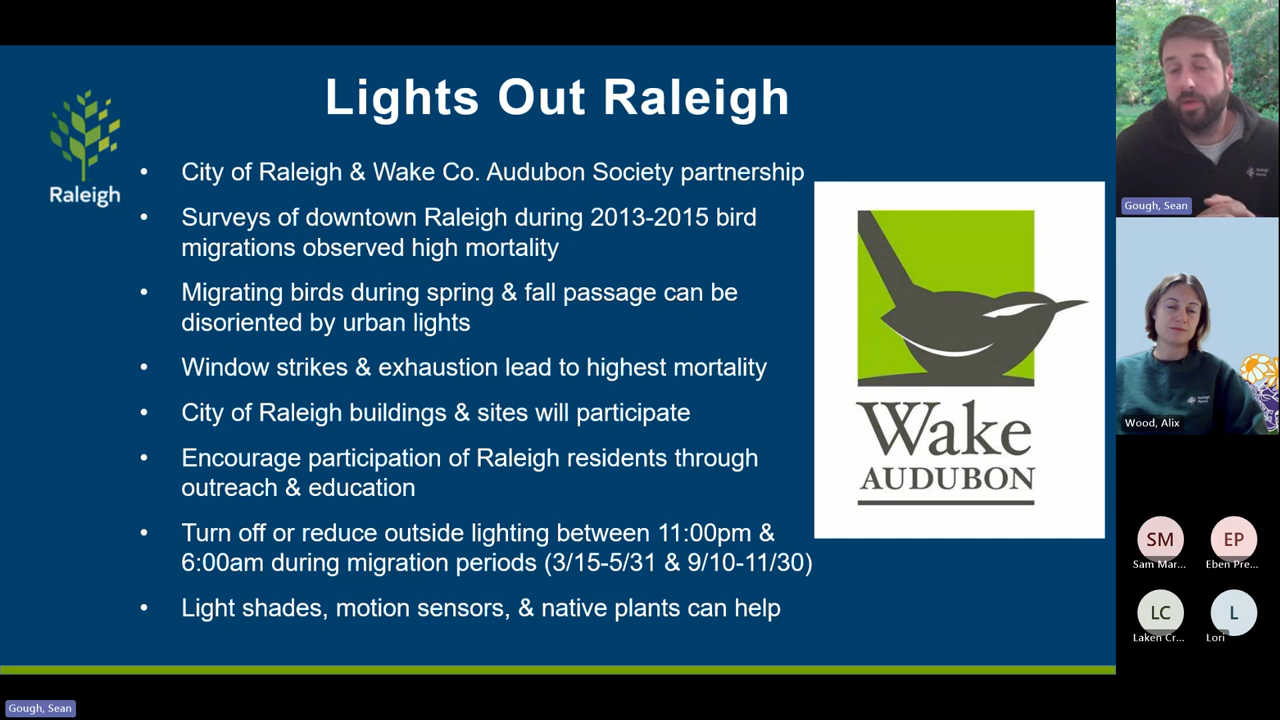 Lights Out Raleigh
Raleigh
• City of Raleigh & Wake Co. Audubon Society partnership
• Surveys of downtown Raleigh during 2013-2015 bird
migrations observed high mortality
• Migrating birds during spring & fall passage can be
disoriented by urban lights
• Window strikes & exhaustion lead to highest mortality
• City of Raleigh buildings & sites will participate
• Encourage participation of Raleigh residents through
outreach & education
• Turn off or reduce outside lighting between 11:00pm &
6:00am during migration periods (3/15-5/31 & 9/10-11/30)
• Light shades, motion sensors, & native plants can help
Wake
AUDUBON
Gough, Sean
Wood, Alix
SM
Sam Mar...
EP
Eben Pre...
LC
Laken Cr...
L
Lori
Gough, Sean